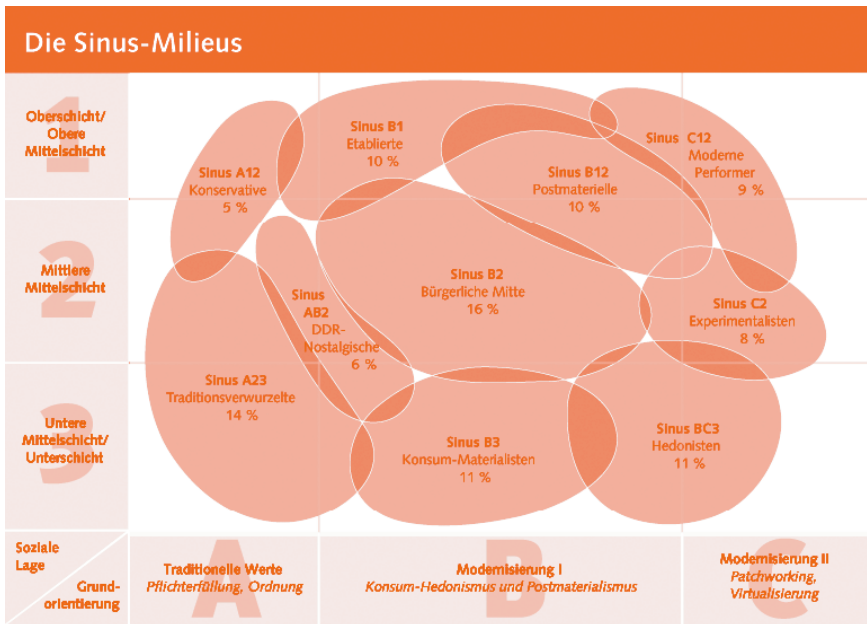 Die Sinus-Milieus
1
Oberschicht/
Obere
Mittelschicht
Sinus B1
Etablierte
10 %
Sinus C12
Moderne
Performer
9 %
Sinus A12
Konservative
5 %
Sinus B12
Postmaterielle
10 %
2
Mittlere
Mittelschicht
Sinus B2
Bürgerliche Mitte
16 %
Sinus
AB2
DDR-
Nostalgische
6 %
Sinus C2
Experimentalisten
8 %
3
Untere
Mittelschicht/
Unterschicht
Sinus A23
Traditionsverwurzelte
14 %
Sinus B3
Konsum-Materialisten
11 %
Sinus BC3
Hedonisten
11 %
Soziale
Lage
Grund-
orientierung
A
Traditionelle Werte
Pflichterfüllung, Ordnung
B
Modernisierung I
Konsum-Hedonismus und Postmaterialismus
C
Modernisierung II
Patchworking,
Virtualisierung